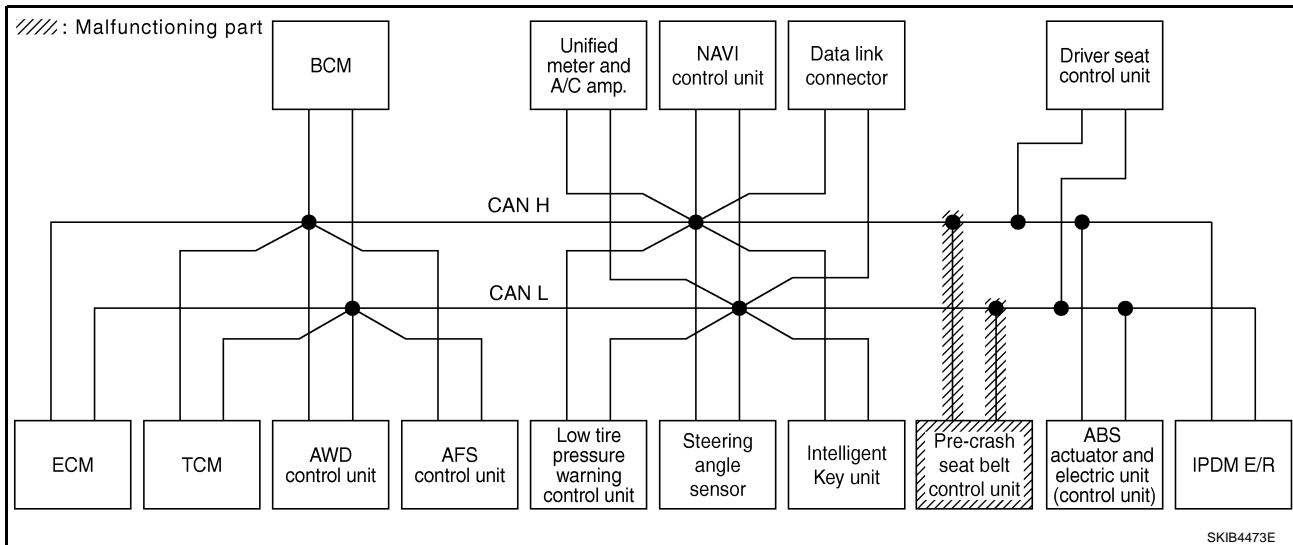 : Malfunctioning part
BCM
Unified
meter and
A/C amp.
NAVI
control unit
Data link
connector
Driver seat
control unit
CAN H
CAN L
ECM
TCM
AWD
control unit
AFS
control unit
Low tire
pressure
warning
control unit
Steering
angle
sensor
Intelligent
Key unit
Pre-crash
seat belt
control unit
ABS
actuator and
electric unit
(control unit)
IPDM E/R
SKIB4473E